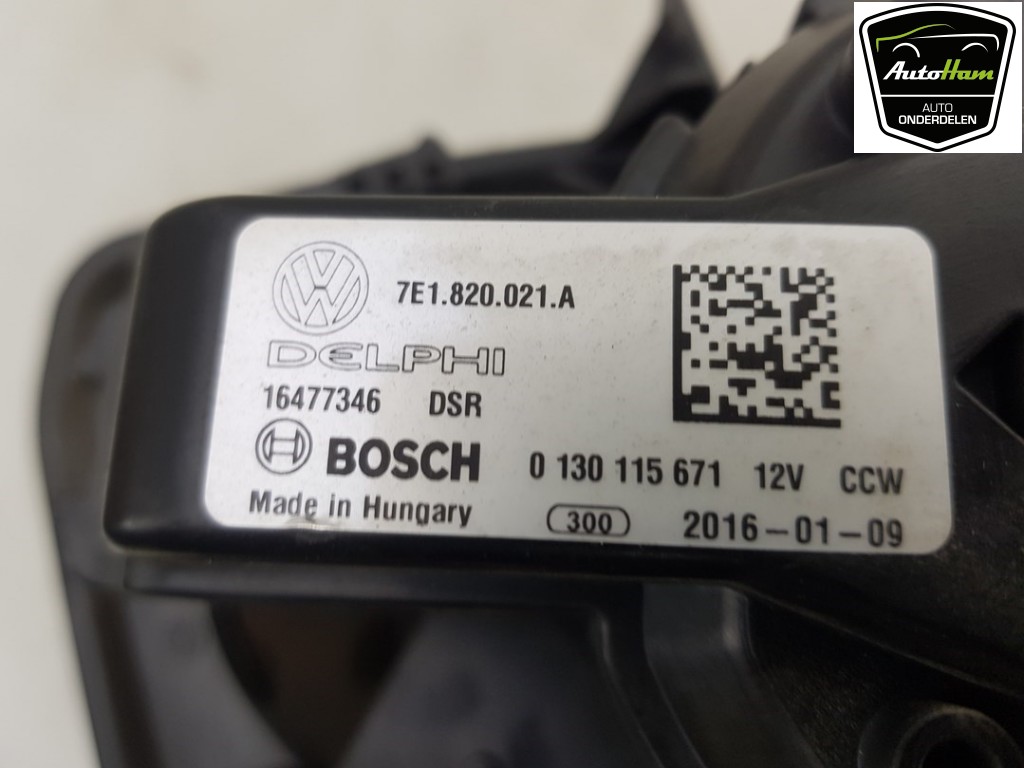 AutoHam
AUTO
ONDERDELEN
7E1.820.021.A
DELPHI
16477346 DSR
BOSCH 0 130 115 671 12V CCW
Made in Hungary 300 2016-01-09